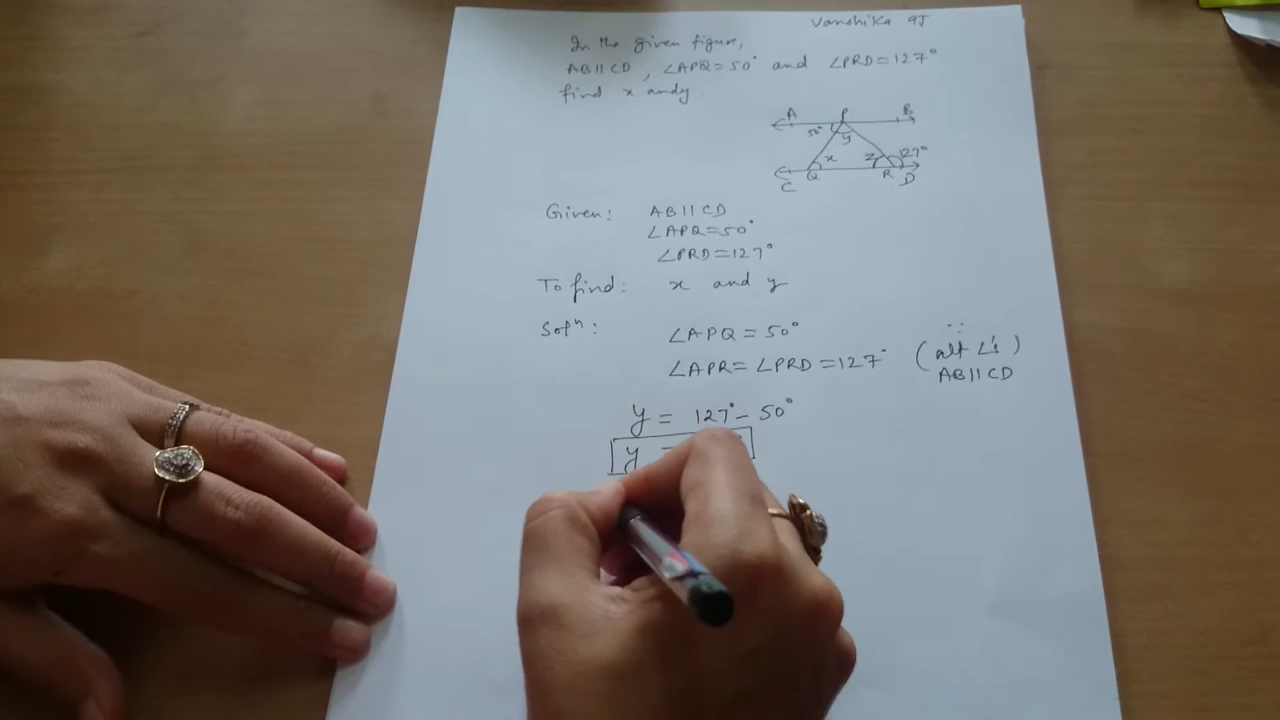 Vanshika 9J
In the given figure,
AB||CD, ∠APQ=50° and ∠PRD=127°
find x and y.
A P B
50° y
x z 127°
C Q R D
Given: AB||CD
∠APQ=50°
∠PRD=127°
To find: x and y
Solⁿ: ∠APQ=50°
∠APR=∠PRD=127° (alt ∠'s)
∵ AB||CD
y = 127°-50°
y =